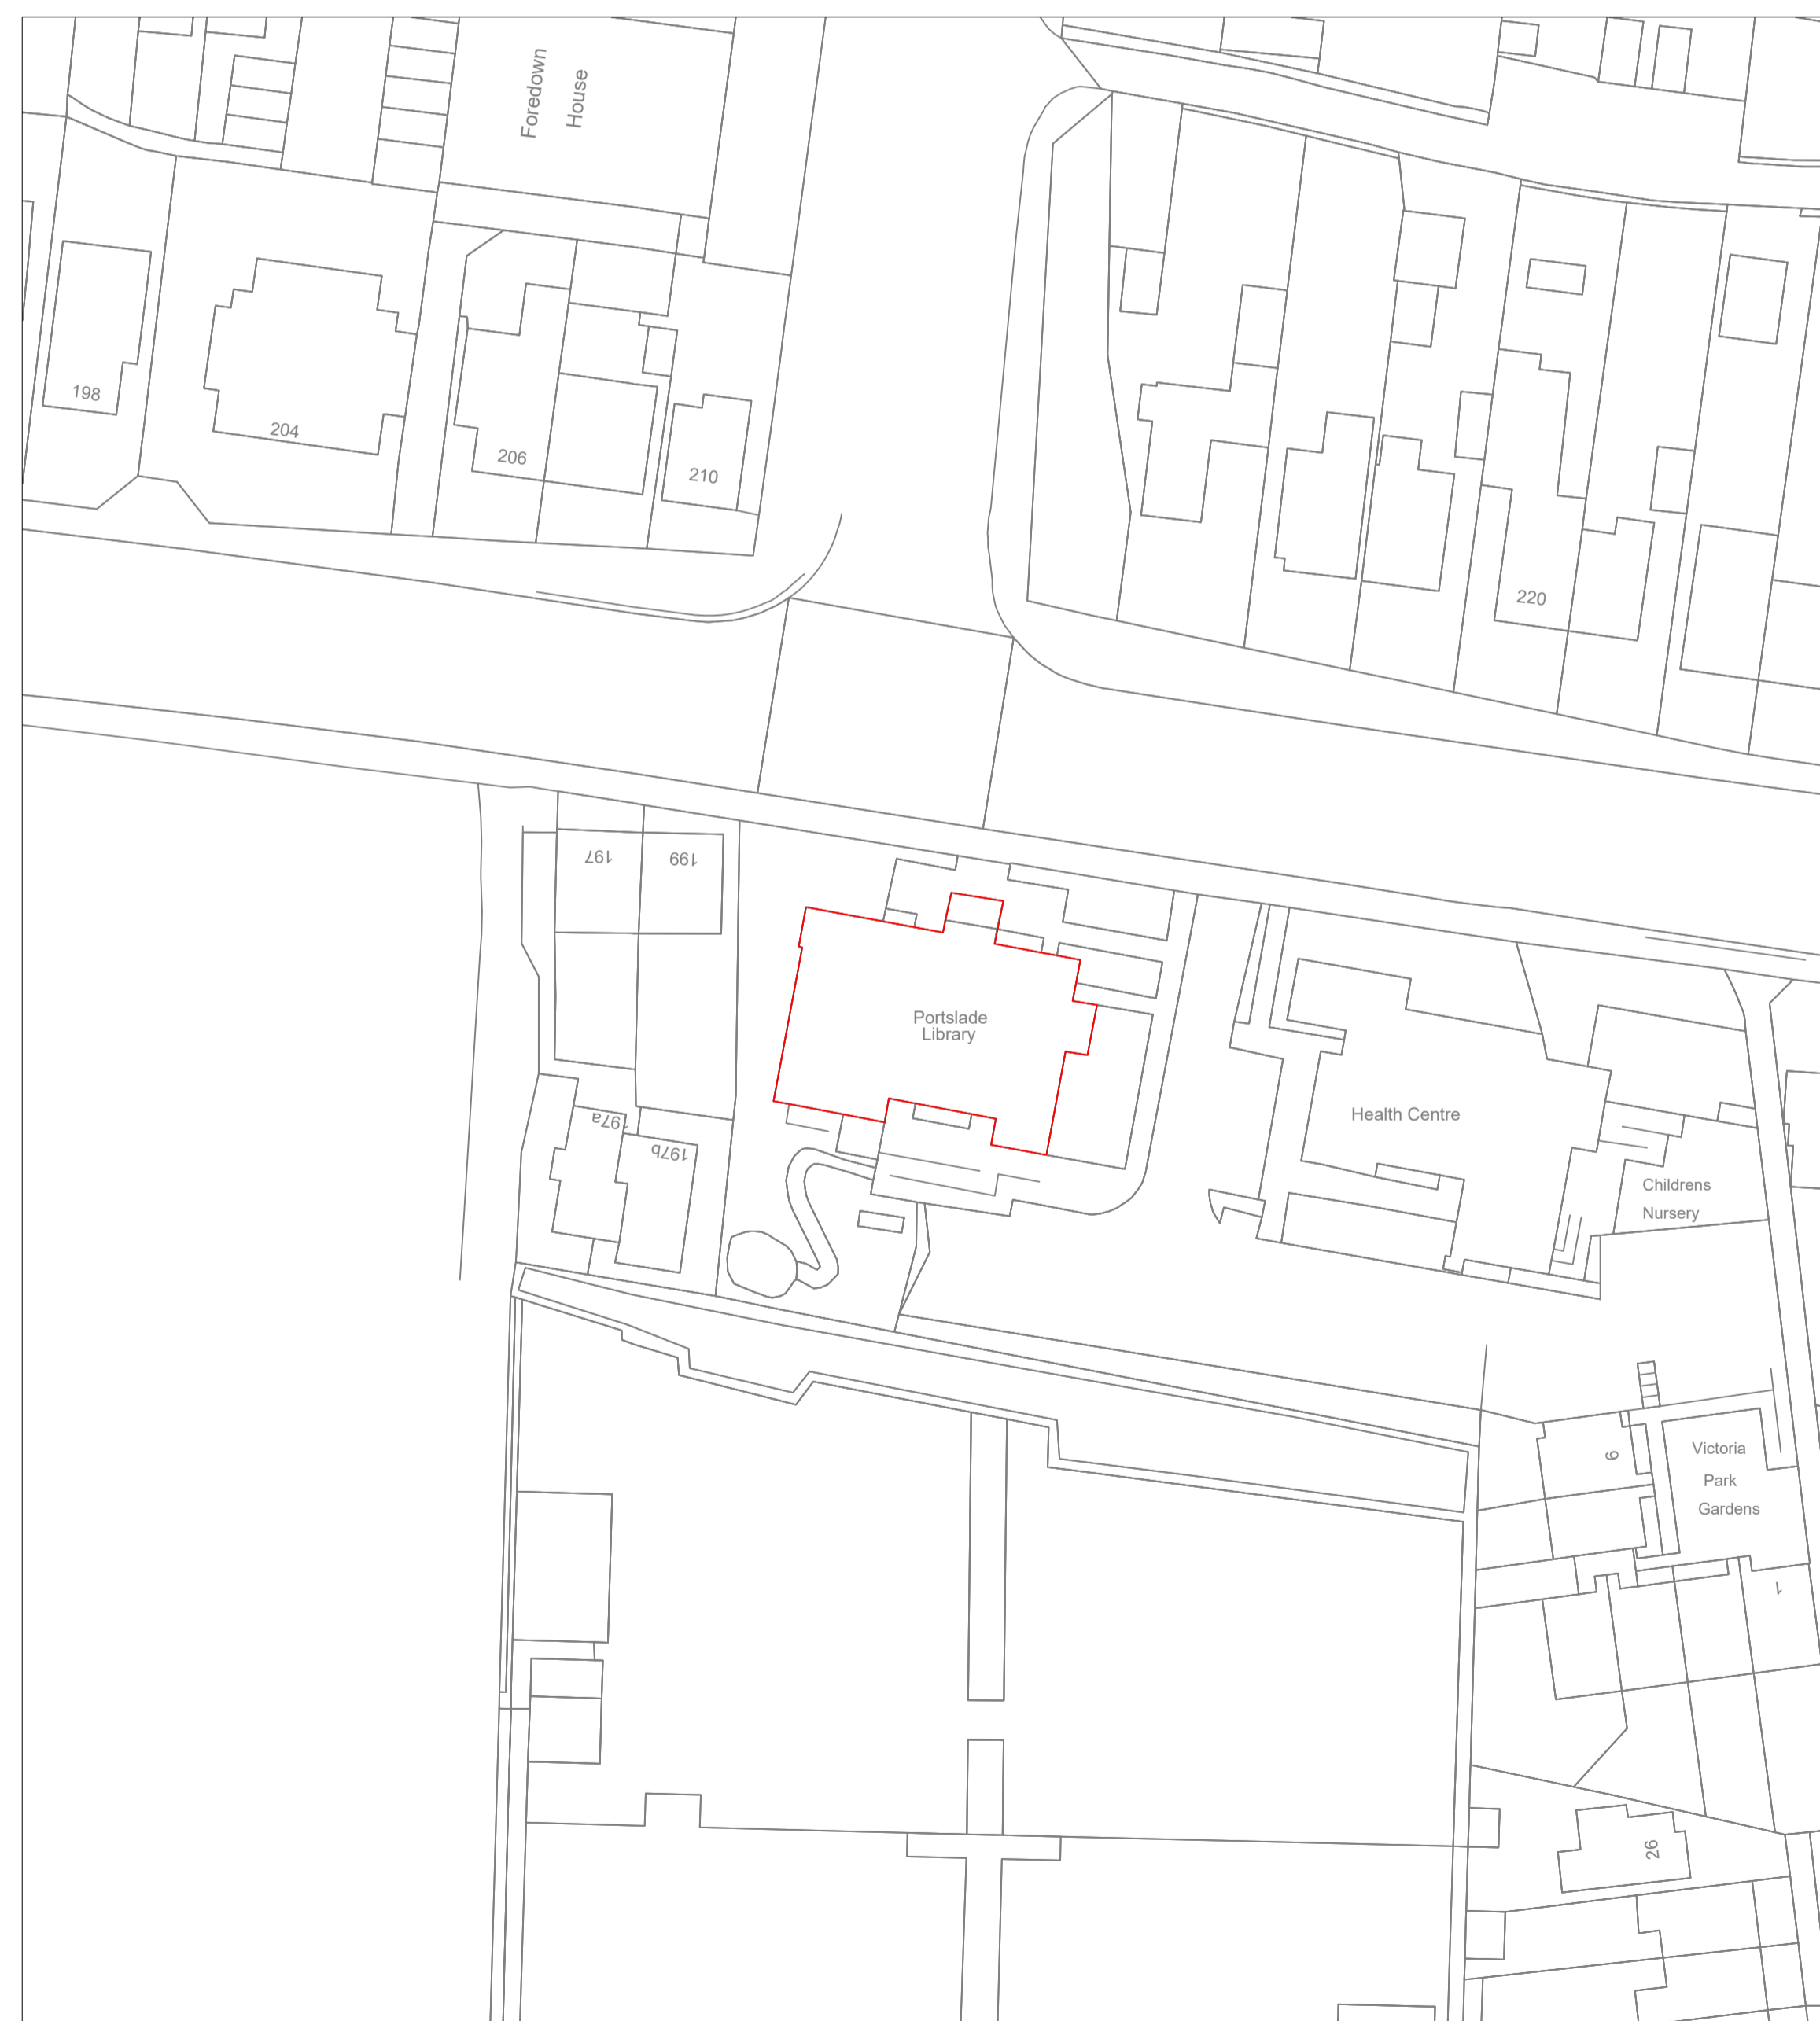 Foredown
House
198
204
206
210
220
197
199
Portslade
Library
Health Centre
197a
197b
Childrens
Nursery
9
Victoria
Park
Gardens
1
26